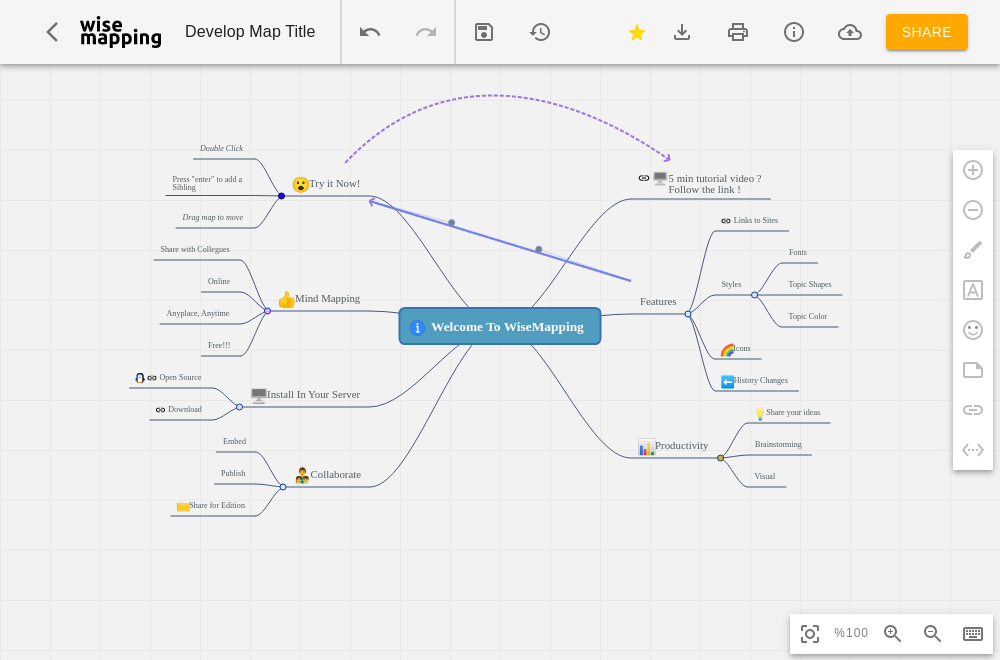 wise
mapping
Develop Map Title
SHARE
Double Click
Press "enter" to add a
Sibling
Drag map to move
Try it Now!
5 min tutorial video ?
Follow the link !
Links to Sites
Fonts
Styles
Topic Shapes
Topic Color
Features
Icons
History Changes
Share with Collegues
Online
Anyplace, Anytime
Free!!!
Mind Mapping
Welcome To WiseMapping
Open Source
Download
Install In Your Server
Share your ideas
Brainstorming
Visual
Productivity
Embed
Publish
Share for Edition
Collaborate
%100